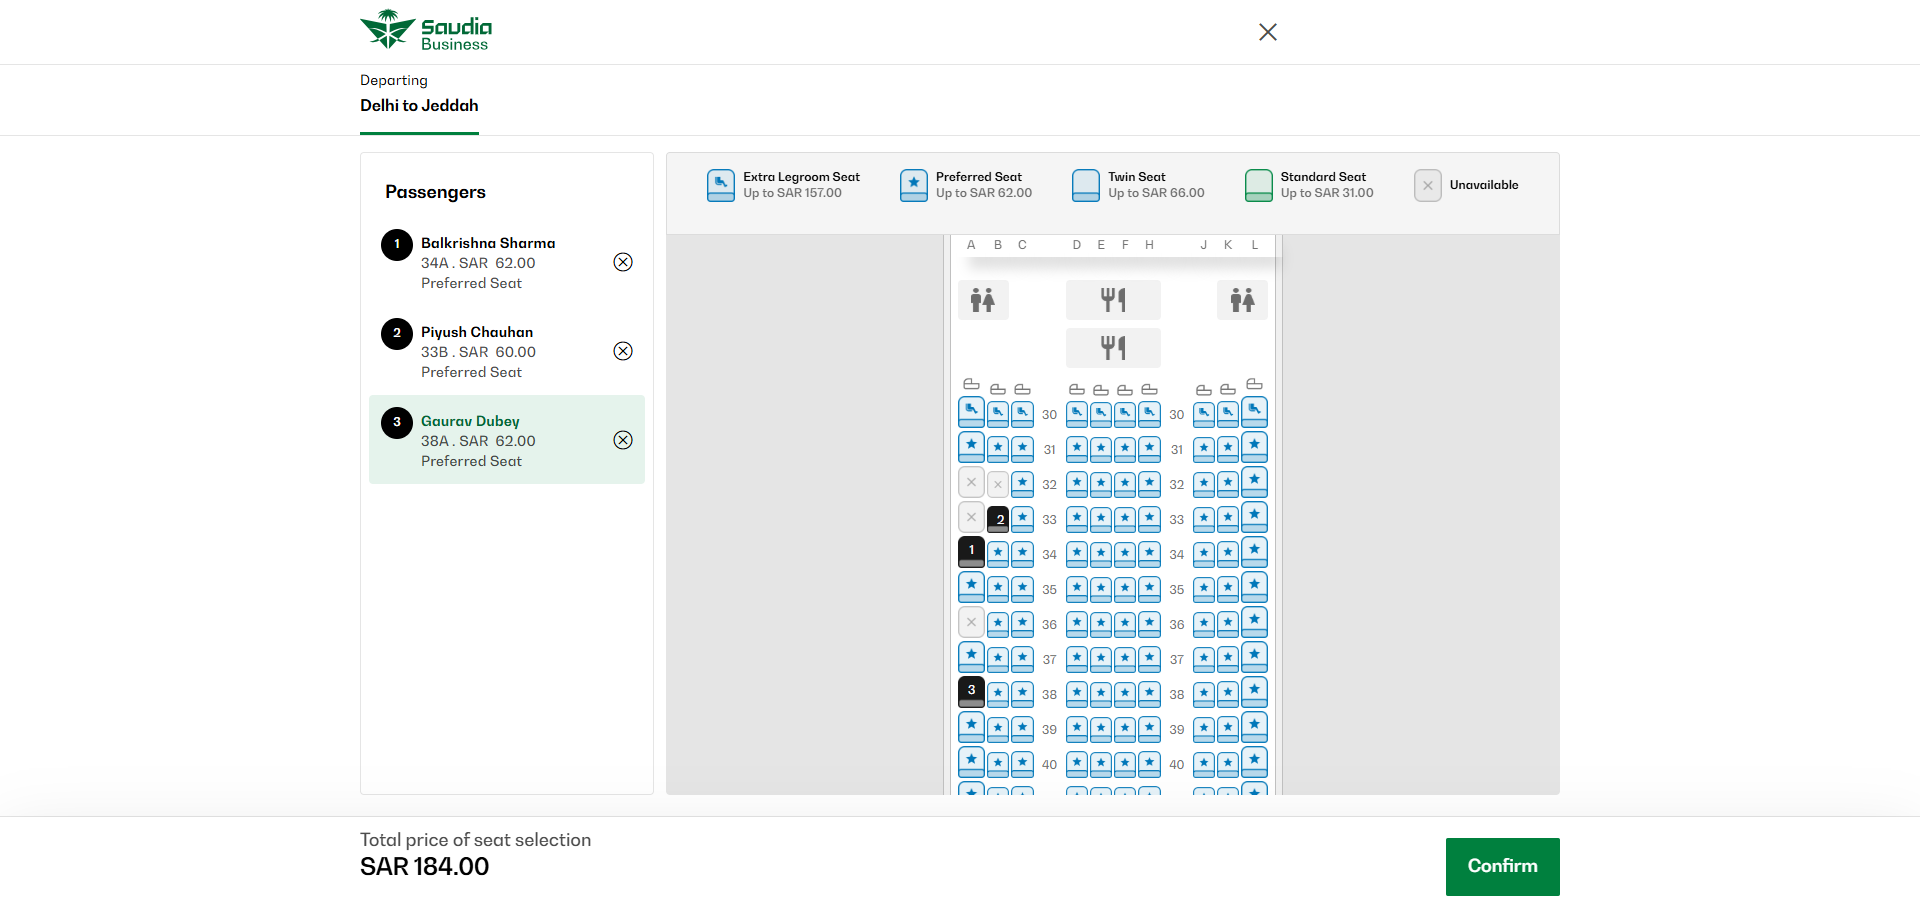 Saudia
Business
Departing
Delhi to Jeddah
Passengers
1 Balkrishna Sharma
34A . SAR 62.00
Preferred Seat
2 Piyush Chauhan
33B . SAR 60.00
Preferred Seat
3 Gaurav Dubey
38A . SAR 62.00
Preferred Seat
Extra Legroom Seat
Up to SAR 157.00
Preferred Seat
Up to SAR 62.00
Twin Seat
Up to SAR 66.00
Standard Seat
Up to SAR 31.00
Unavailable
A B C D E F H J K L
30 30
31 31
32 32
2 33 33
1 34 34
35 35
36 36
37 37
3 38 38
39 39
40 40
Total price of seat selection
SAR 184.00
Confirm